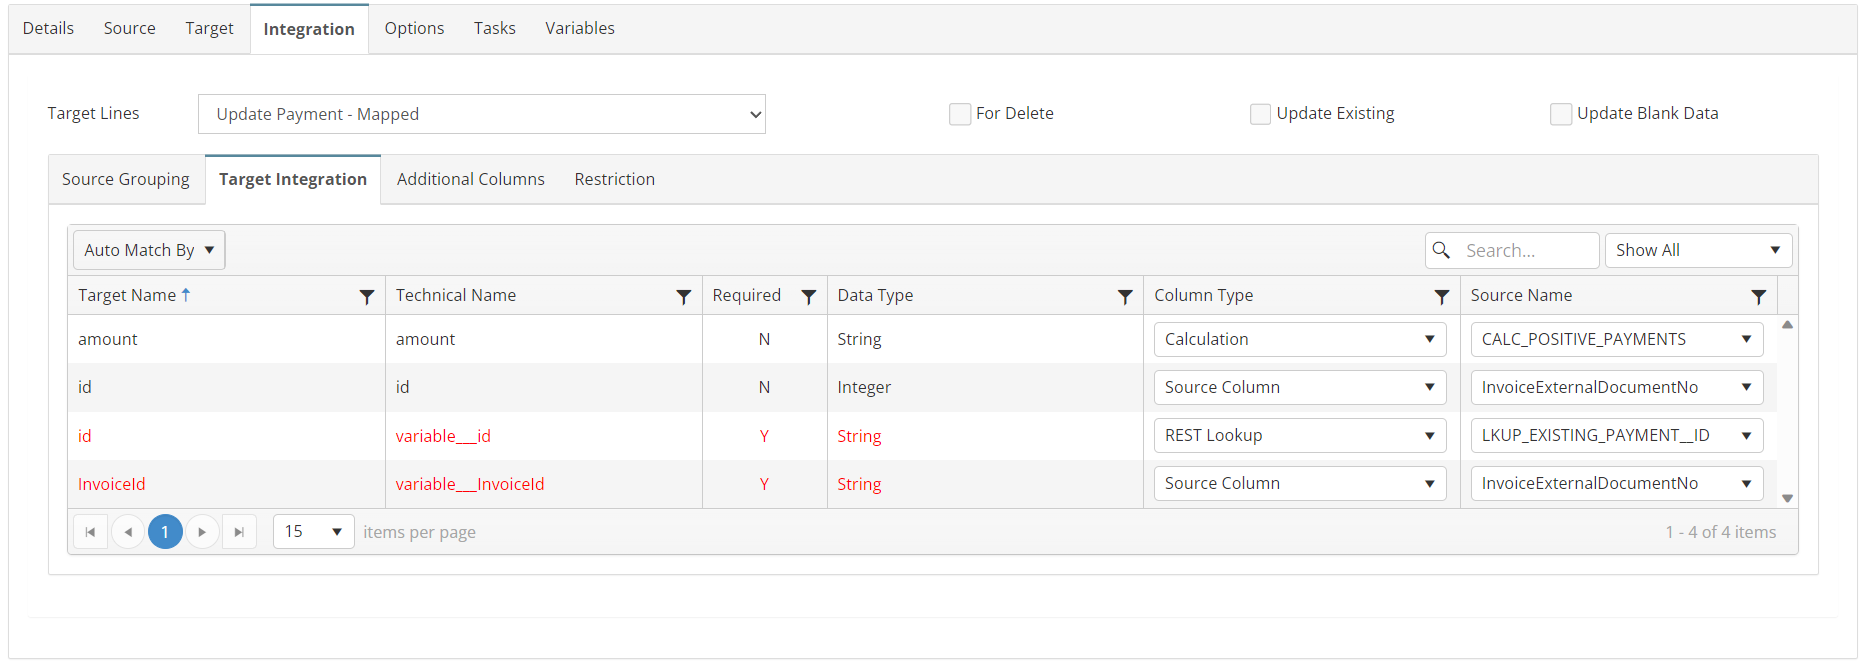 Details Source Target Integration Options Tasks Variables
Target Lines Update Payment - Mapped For Delete Update Existing Update Blank Data
Source Grouping Target Integration Additional Columns Restriction
Auto Match By Search... Show All
Target Name Technical Name Required Data Type Column Type Source Name
amount amount N String Calculation CALC_POSITIVE_PAYMENTS
id id N Integer Source Column InvoiceExternalDocumentNo
id variable___id Y String REST Lookup LKUP_EXISTING_PAYMENT__ID
InvoiceId variable___InvoiceId Y String Source Column InvoiceExternalDocumentNo
1 15 items per page 1 - 4 of 4 items